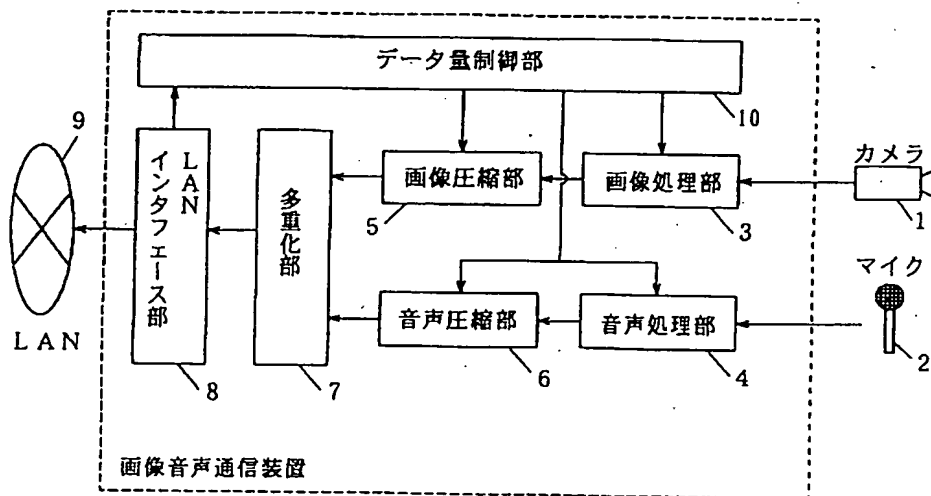 データ量制御部
10
9
LAN
インタフェース部
LAN
8
多重化部
7
画像圧縮部
5
画像処理部
3
カメラ
1
音声圧縮部
6
音声処理部
4
マイク
2
画像音声通信装置